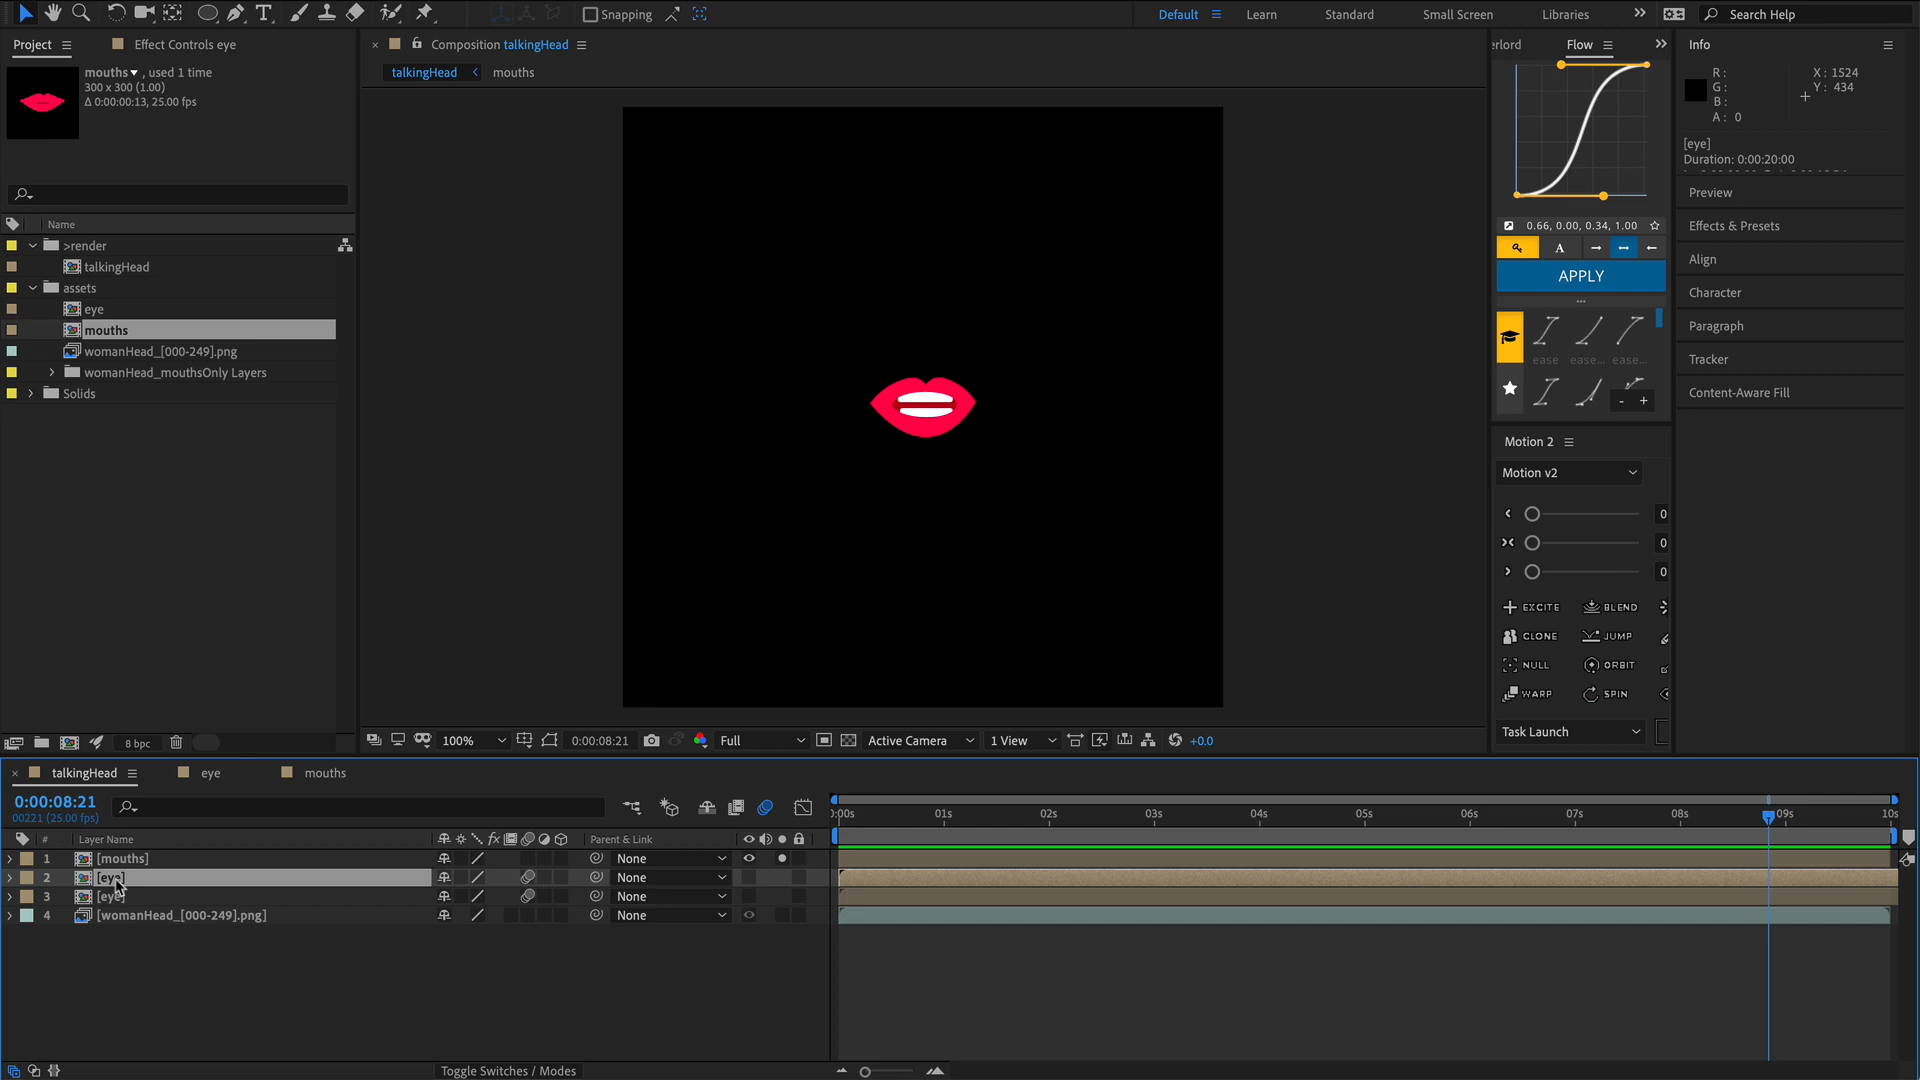 Snapping
Default
Learn
Standard
Small Screen
Libraries
Search Help
Project
Effect Controls eye
Composition talkingHead
erlord
Flow
Info
mouths , used 1 time
300 x 300 (1.00)
Δ 0:00:00:13, 25.00 fps
talkingHead
mouths
R :
G :
B :
A : 0
X : 1524
Y : 434
[eye]
Duration: 0:00:20:00
Name
>render
talkingHead
assets
eye
mouths
womanHead_[000-249].png
womanHead_mouthsOnly Layers
Solids
0.66, 0.00, 0.34, 1.00
A
APPLY
ease
ease...
ease...
- +
Preview
Effects & Presets
Align
Character
Paragraph
Tracker
Content-Aware Fill
Motion 2
Motion v2
0
0
0
EXCITE
BLEND
CLONE
JUMP
NULL
ORBIT
WARP
SPIN
Task Launch
8 bpc
100%
0:00:08:21
Full
Active Camera
1 View
+0.0
talkingHead
eye
mouths
0:00:08:21
00221 (25.00 fps)
# Layer Name
fx
Parent & Link
1 [mouths] None
2 [eye] None
3 [eye] None
4 [womanHead_[000-249].png] None
):00s 01s 02s 03s 04s 05s 06s 07s 08s 09s 10s
Toggle Switches / Modes